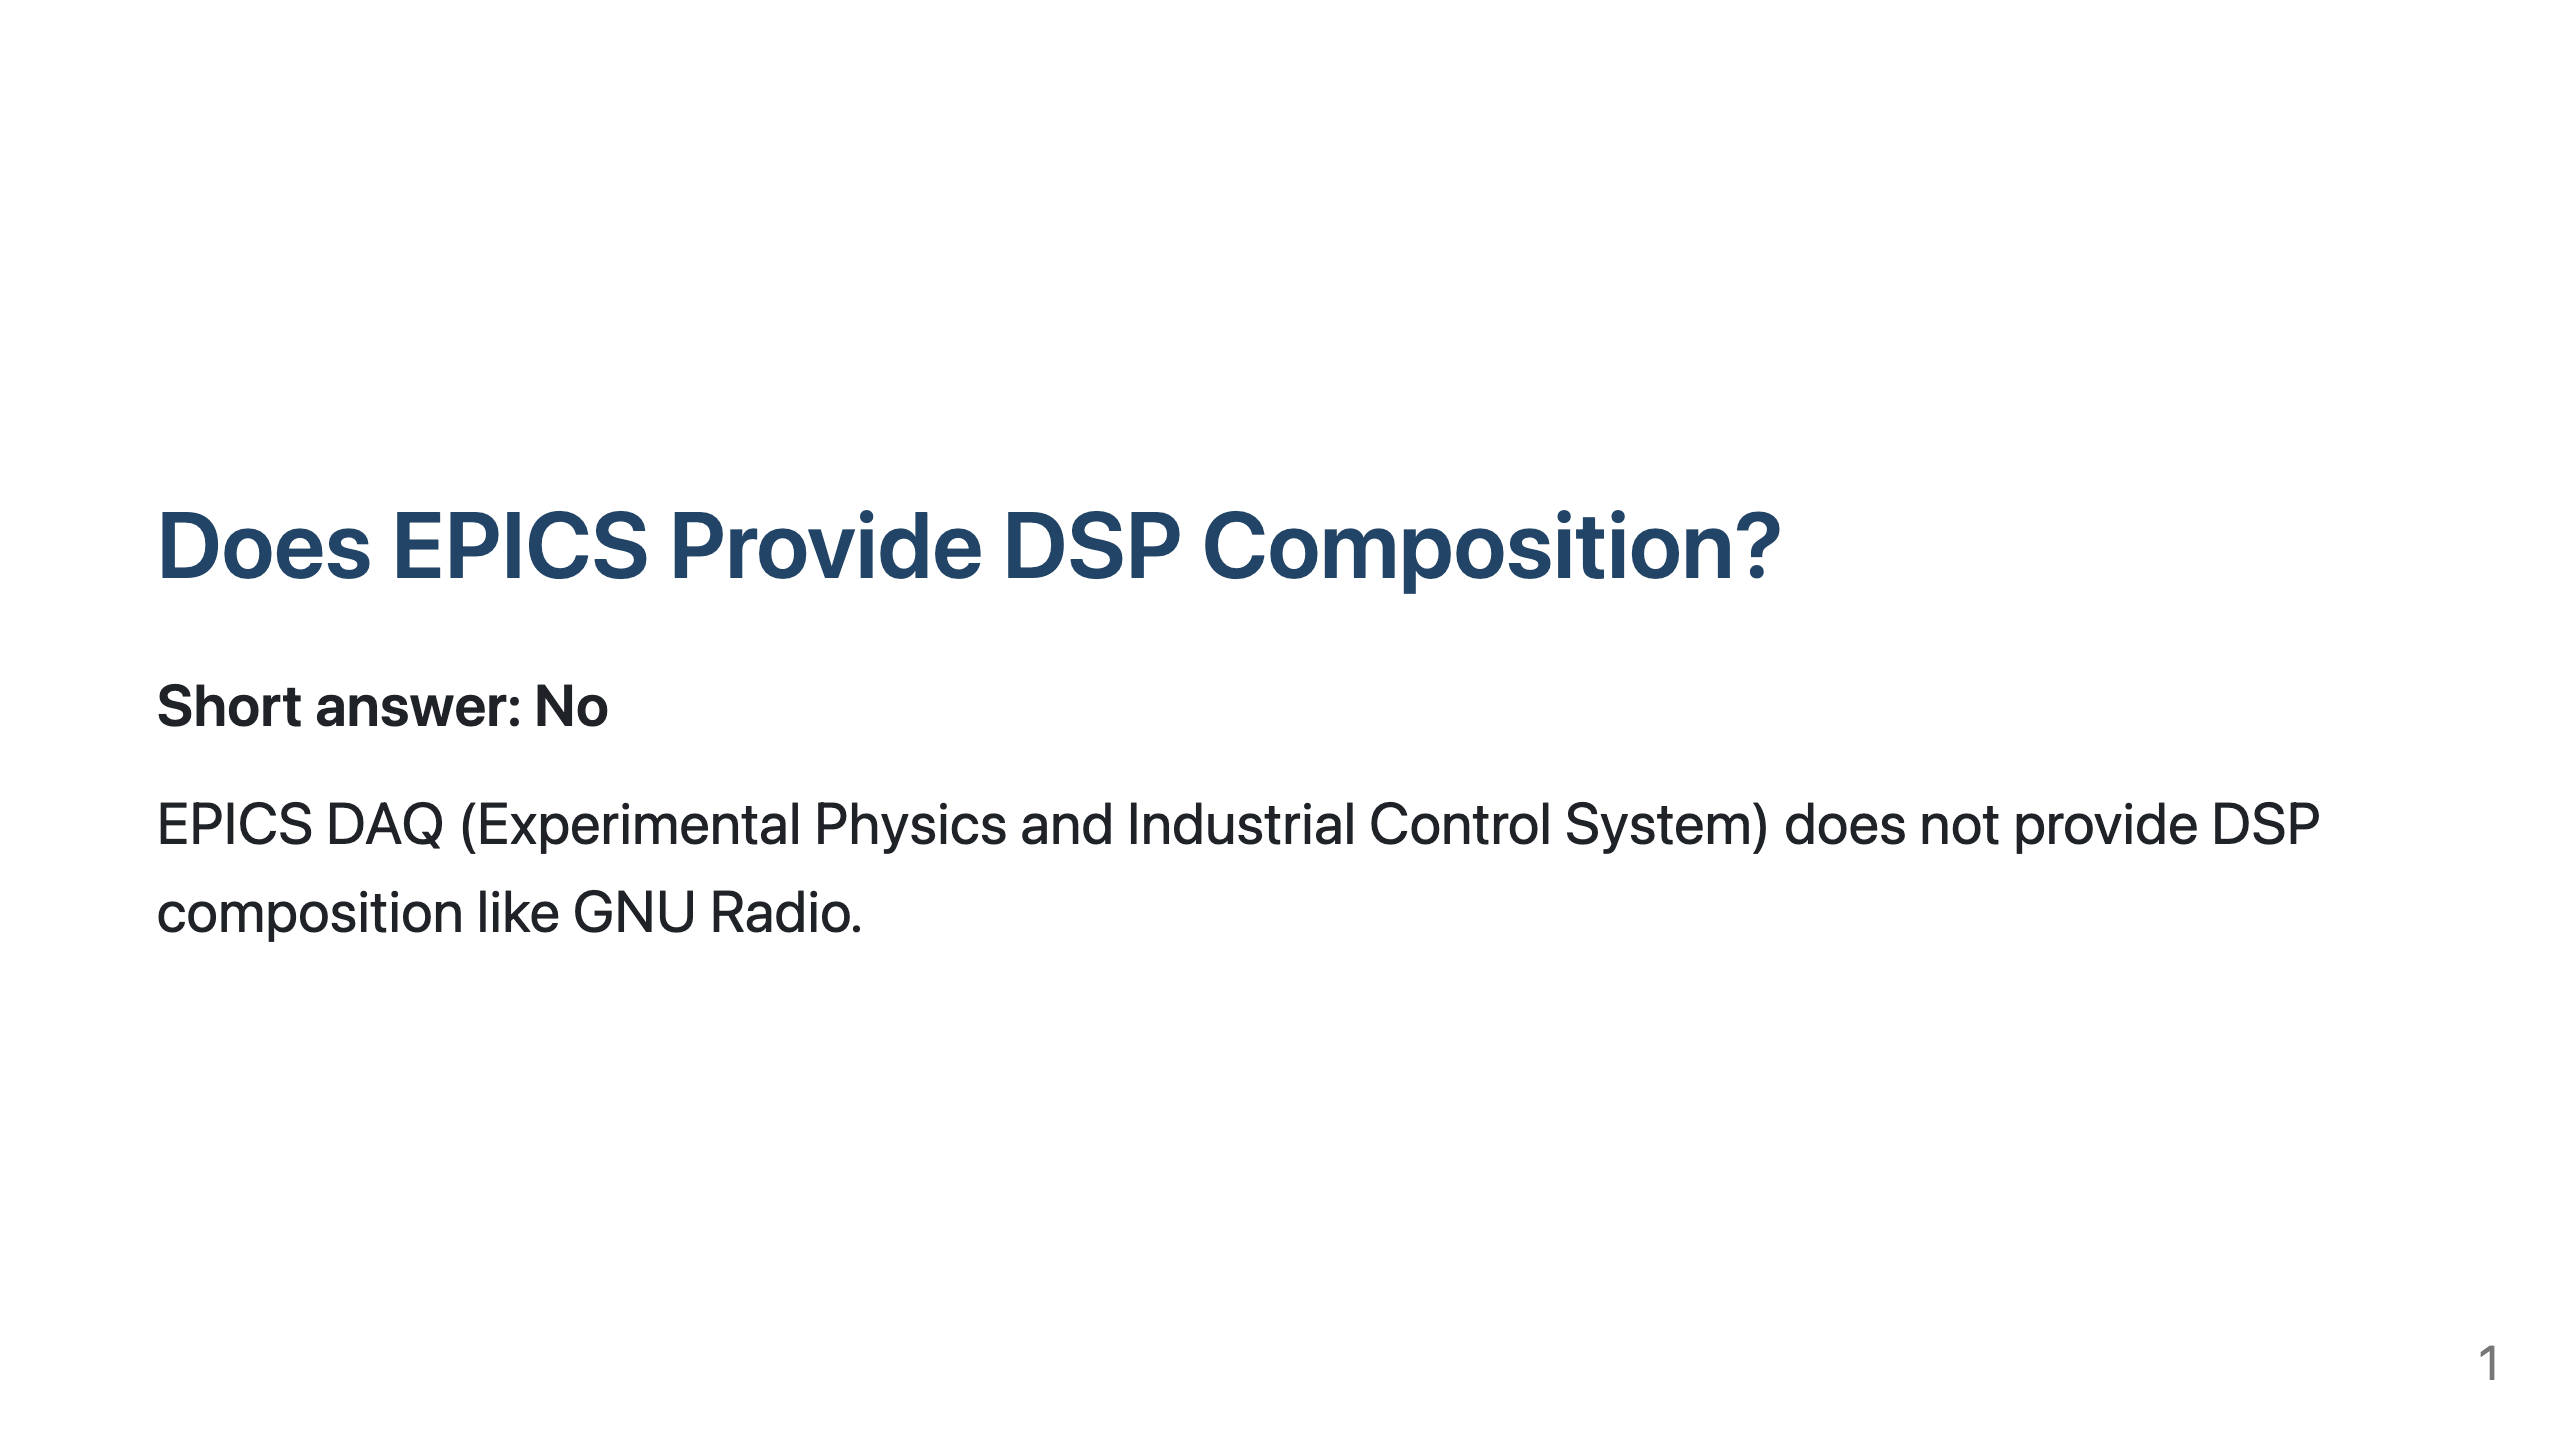 Does EPICS Provide DSP Composition?
Short answer: No
EPICS DAQ (Experimental Physics and Industrial Control System) does not provide DSP
composition like GNU Radio.
1